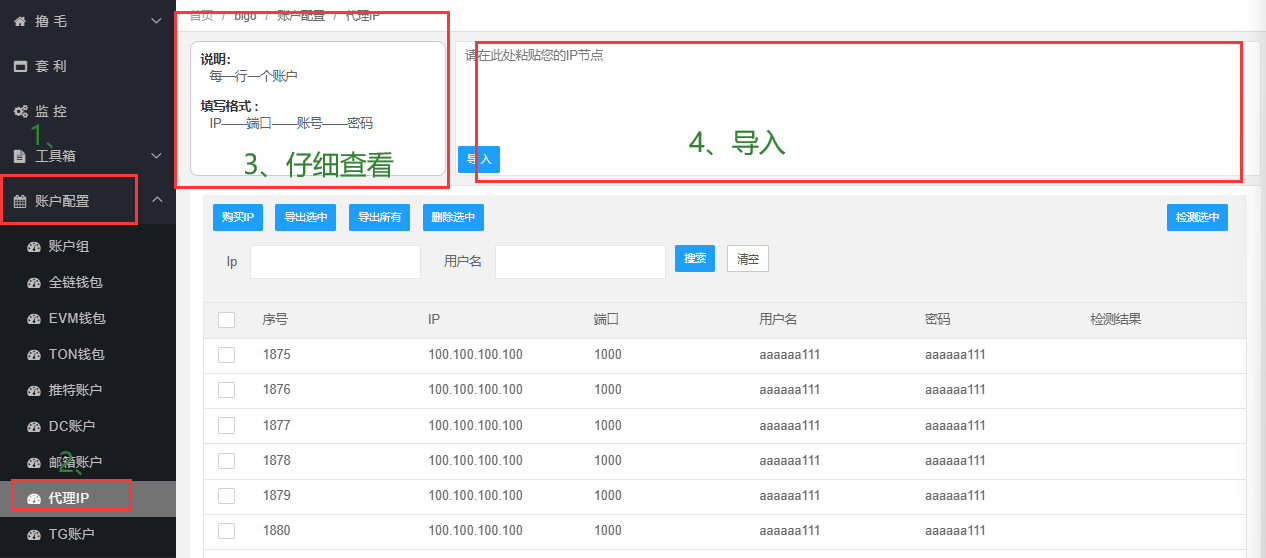 撸 毛
套 利
监 控
1、
工具箱
账户配置
账户组
全链钱包
EVM钱包
TON钱包
推特账户
DC账户
邮箱账户
2、
代理IP
TG账户
首页 / bigo / 账户配置 / 代理IP
说明:
每一行一个账户
填写格式 :
IP——端口——账号——密码
3、仔细查看
请在此处粘贴您的IP节点
4、导入
导 入
购买IP 导出选中 导出所有 删除选中 检测选中
Ip 用户名 搜索 清空
序号 IP 端口 用户名 密码 检测结果
1875 100.100.100.100 1000 aaaaaa111 aaaaaa111
1876 100.100.100.100 1000 aaaaaa111 aaaaaa111
1877 100.100.100.100 1000 aaaaaa111 aaaaaa111
1878 100.100.100.100 1000 aaaaaa111 aaaaaa111
1879 100.100.100.100 1000 aaaaaa111 aaaaaa111
1880 100.100.100.100 1000 aaaaaa111 aaaaaa111